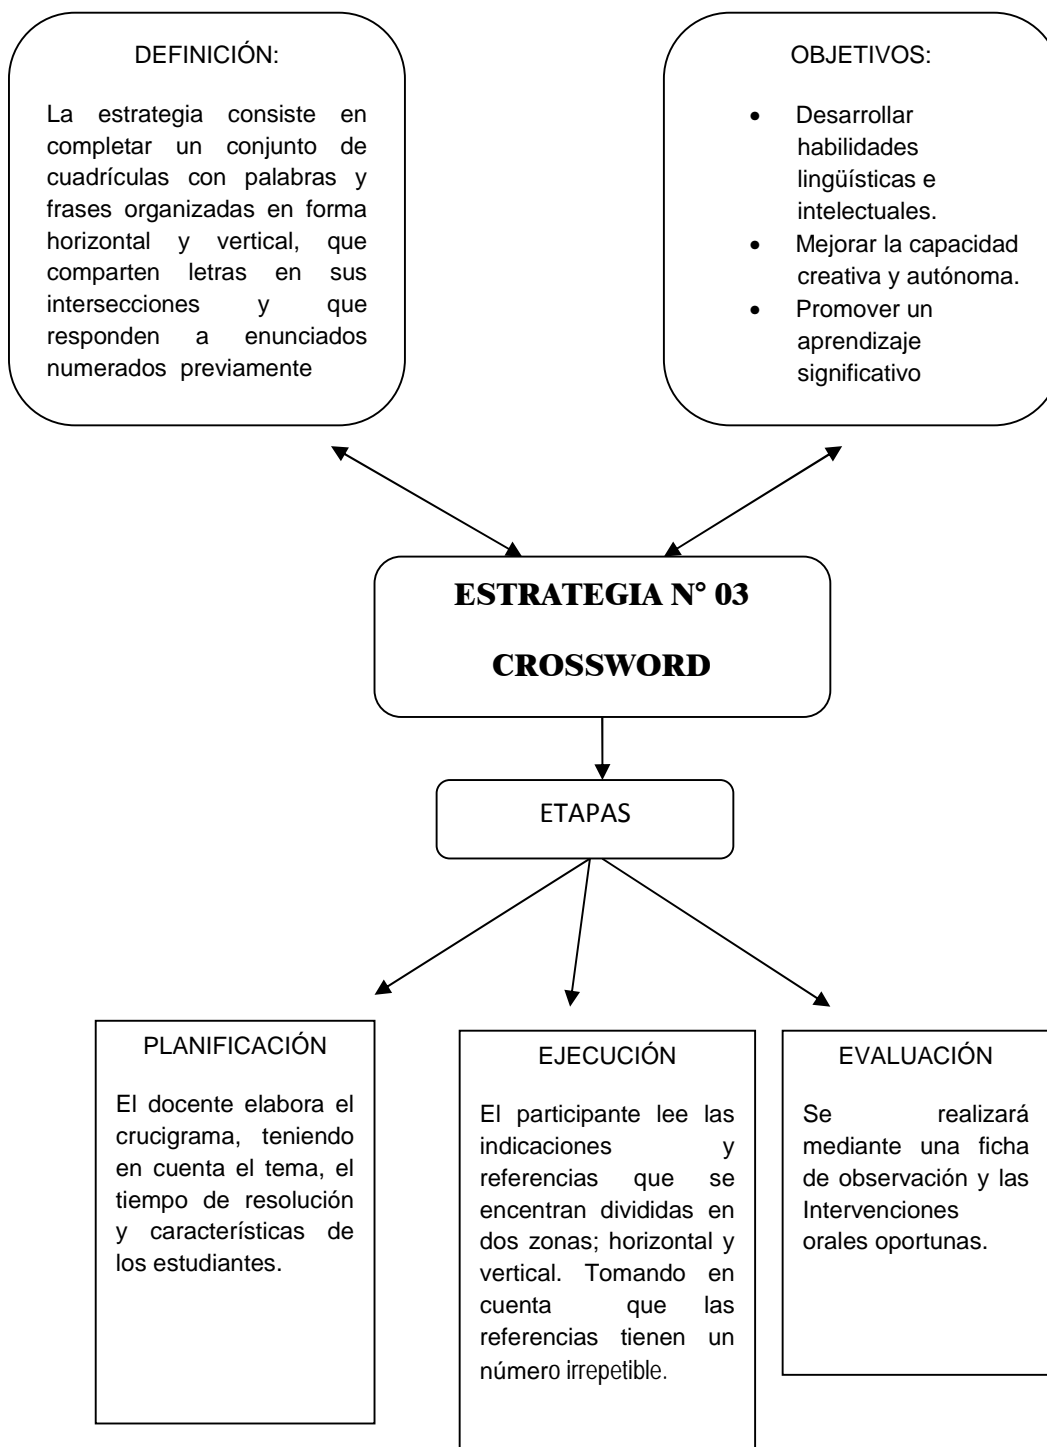 DEFINICIÓN:
La estrategia consiste en
completar un conjunto de
cuadrículas con palabras y
frases organizadas en forma
horizontal y vertical, que
comparten letras en sus
intersecciones y que
responden a enunciados
numerados previamente
OBJETIVOS:
• Desarrollar
habilidades
lingüísticas e
intelectuales.
• Mejorar la capacidad
creativa y autónoma.
• Promover un
aprendizaje
significativo
ESTRATEGIA N° 03
CROSSWORD
ETAPAS
PLANIFICACIÓN
El docente elabora el
crucigrama, teniendo
en cuenta el tema, el
tiempo de resolución
y características de
los estudiantes.
EJECUCIÓN
El participante lee las
indicaciones y
referencias que se
encentran divididas en
dos zonas; horizontal y
vertical. Tomando en
cuenta que las
referencias tienen un
número irrepetible.
EVALUACIÓN
Se realizará
mediante una ficha
de observación y las
Intervenciones
orales oportunas.